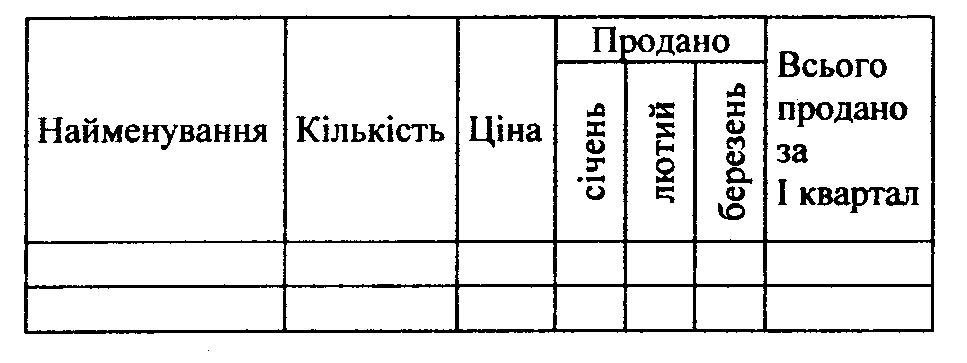 Найменування
Кількість
Ціна
Продано
січень
лютий
березень
Всього
продано
за
І квартал